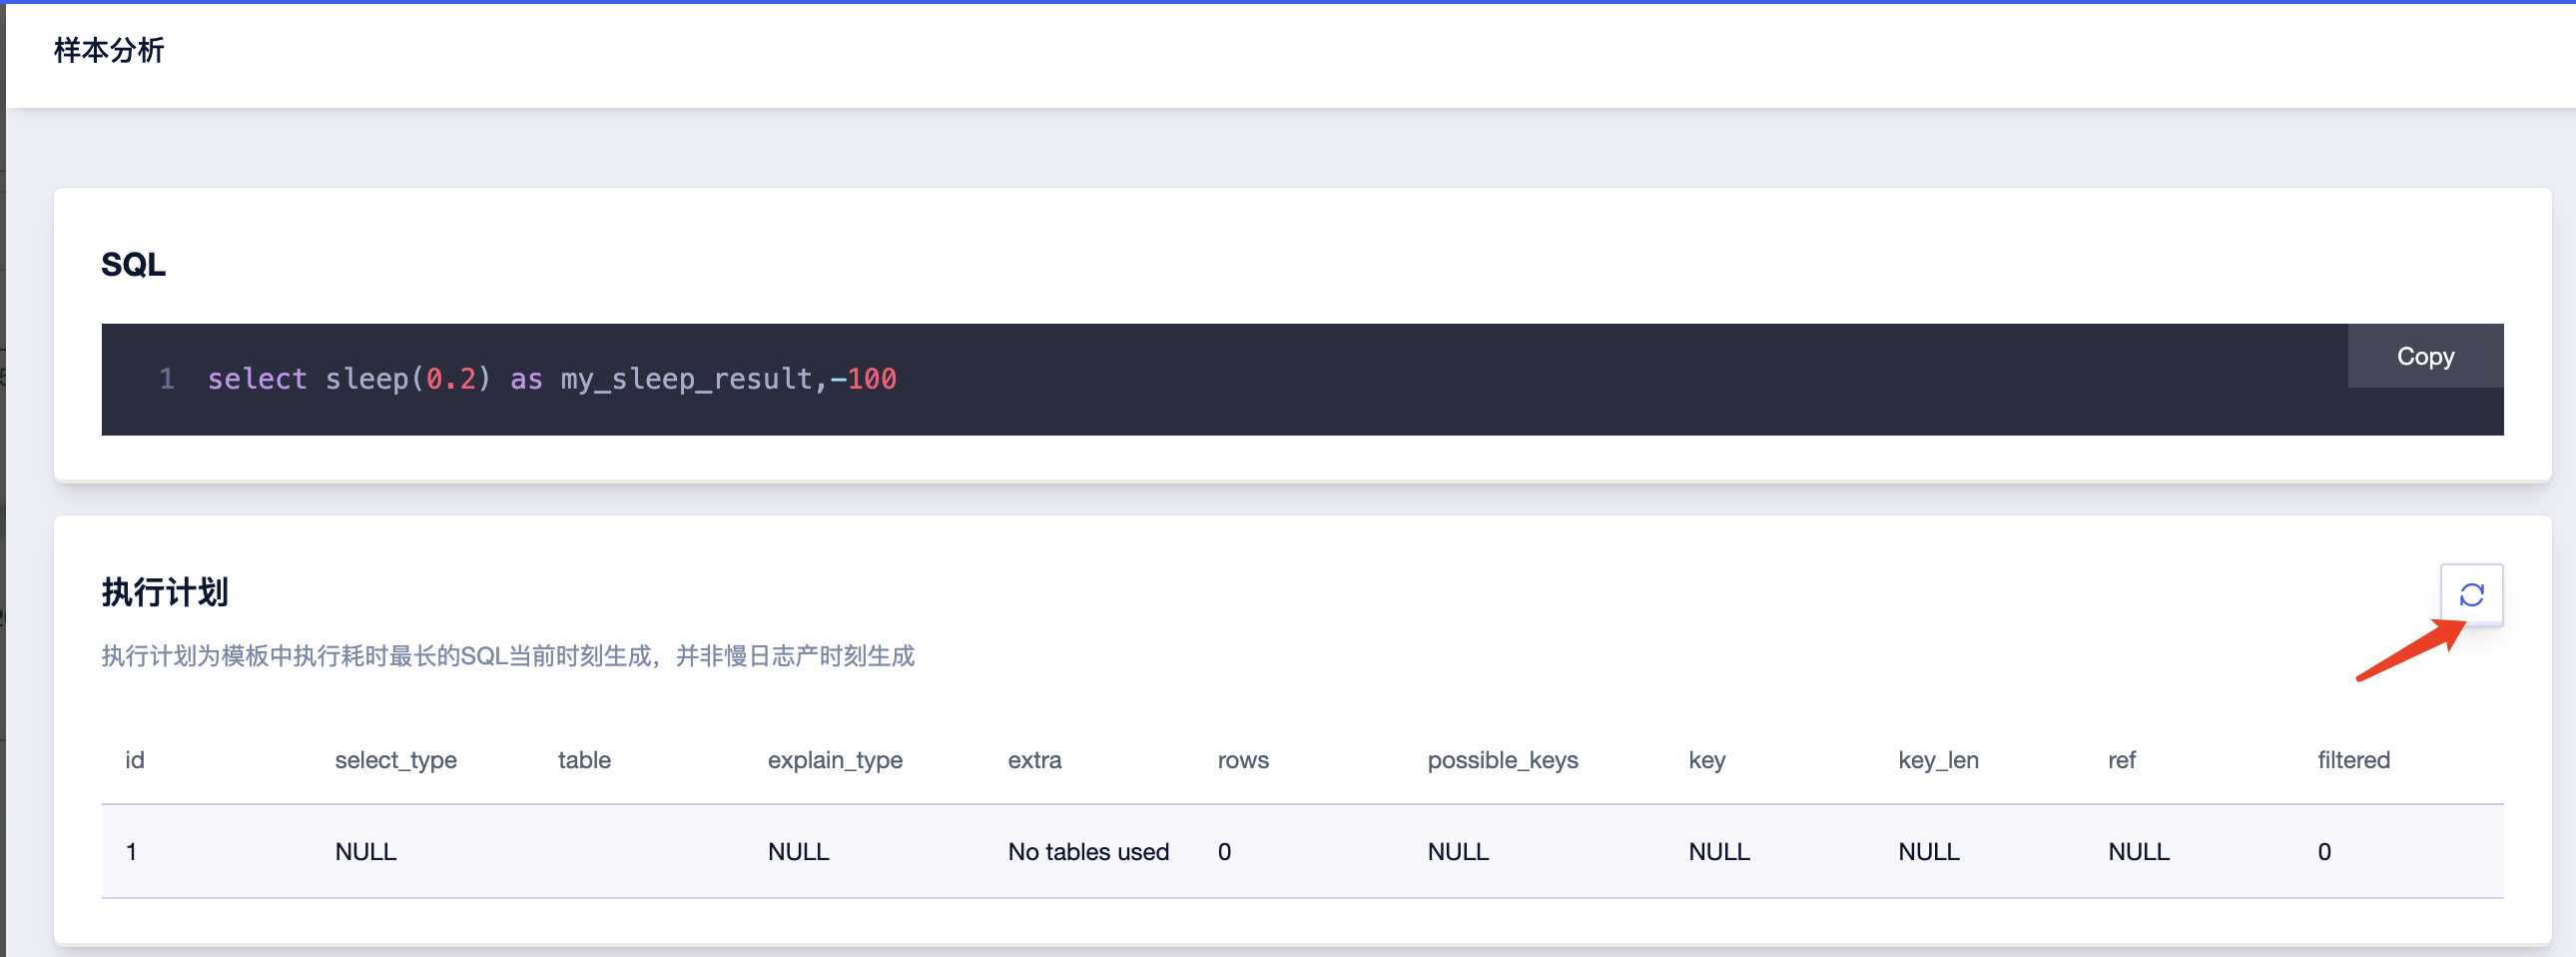 样本分析
SQL
Copy
1 select sleep(0.2) as my_sleep_result,-100
执行计划
执行计划为模板中执行耗时最长的SQL当前时刻生成，并非慢日志产时刻生成
id select_type table explain_type extra rows possible_keys key key_len ref filtered
1 NULL NULL No tables used 0 NULL NULL NULL NULL 0